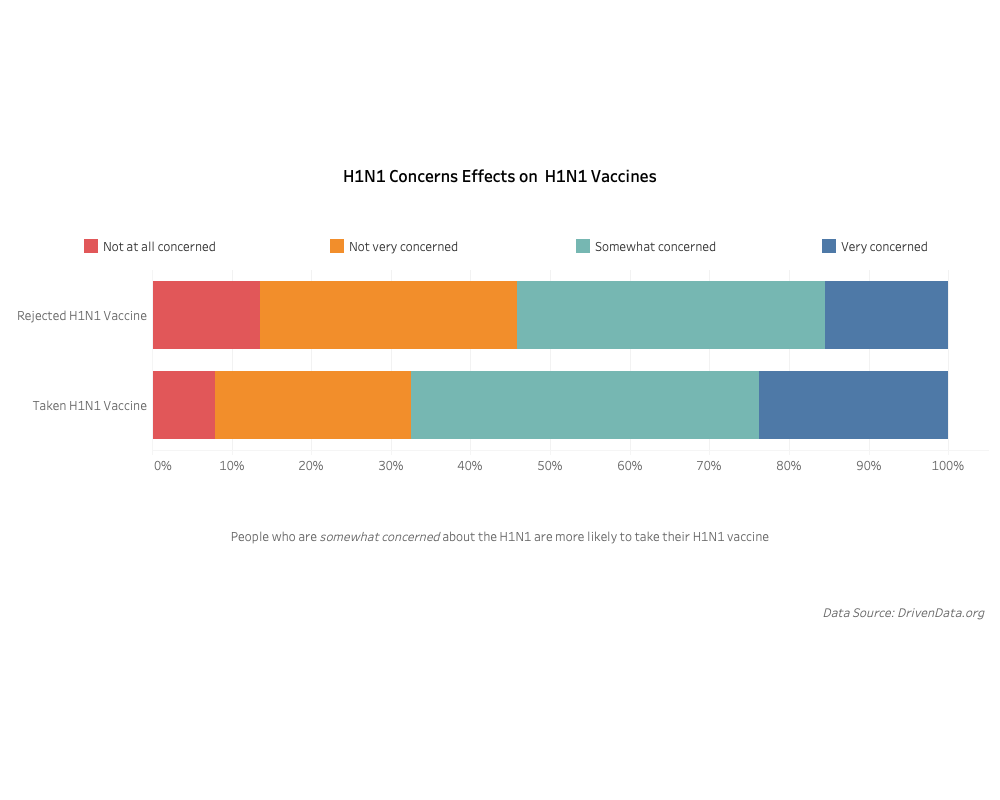 H1N1 Concerns Effects on  H1N1 Vaccines
Not at all concerned
Not very concerned
Somewhat concerned
Very concerned
Rejected H1N1 Vaccine
Taken H1N1 Vaccine
0% 10% 20% 30% 40% 50% 60% 70% 80% 90% 100%
People who are somewhat concerned about the H1N1 are more likely to take their H1N1 vaccine
Data Source: DrivenData.org